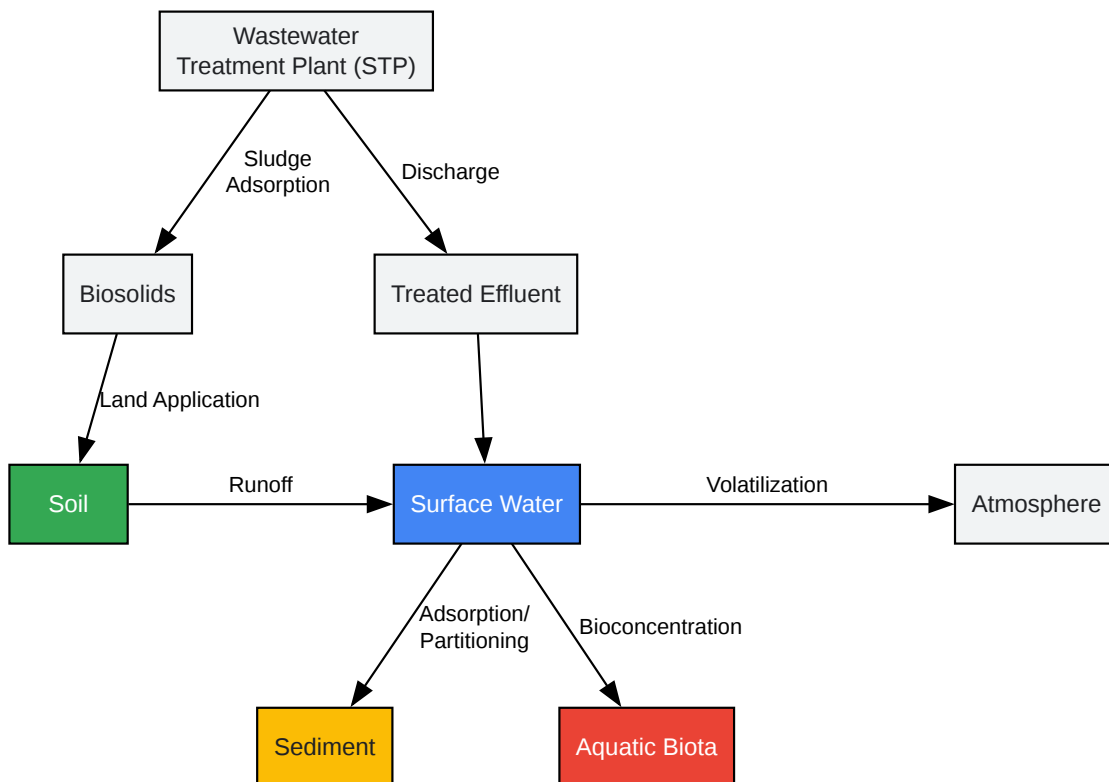 Wastewater
Treatment Plant (STP)
Sludge
Adsorption
Discharge
Biosolids
Treated Effluent
Land Application
Soil
Runoff
Surface Water
Volatilization
Atmosphere
Adsorption/
Partitioning
Bioconcentration
Sediment
Aquatic Biota